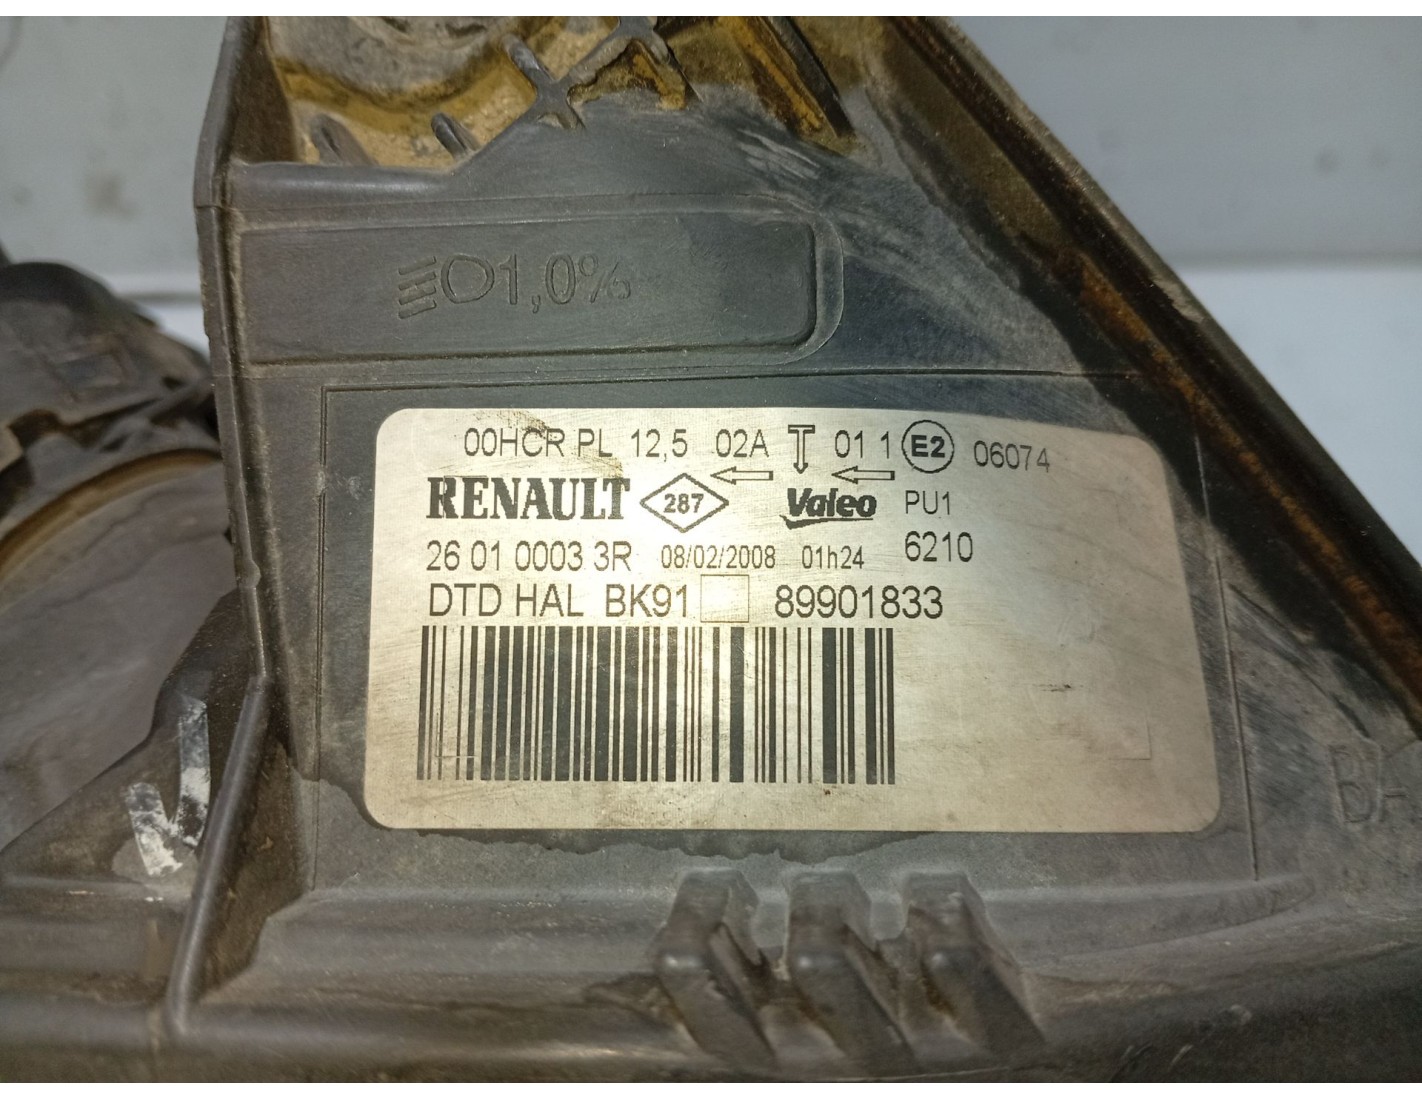 1,0%
00HCR PL 12,5 02A 01 1 E2 06074
RENAULT 287 Valeo PU1
26 01 0003 3R 08/02/2008 01h24 6210
DTD HAL BK91 89901833